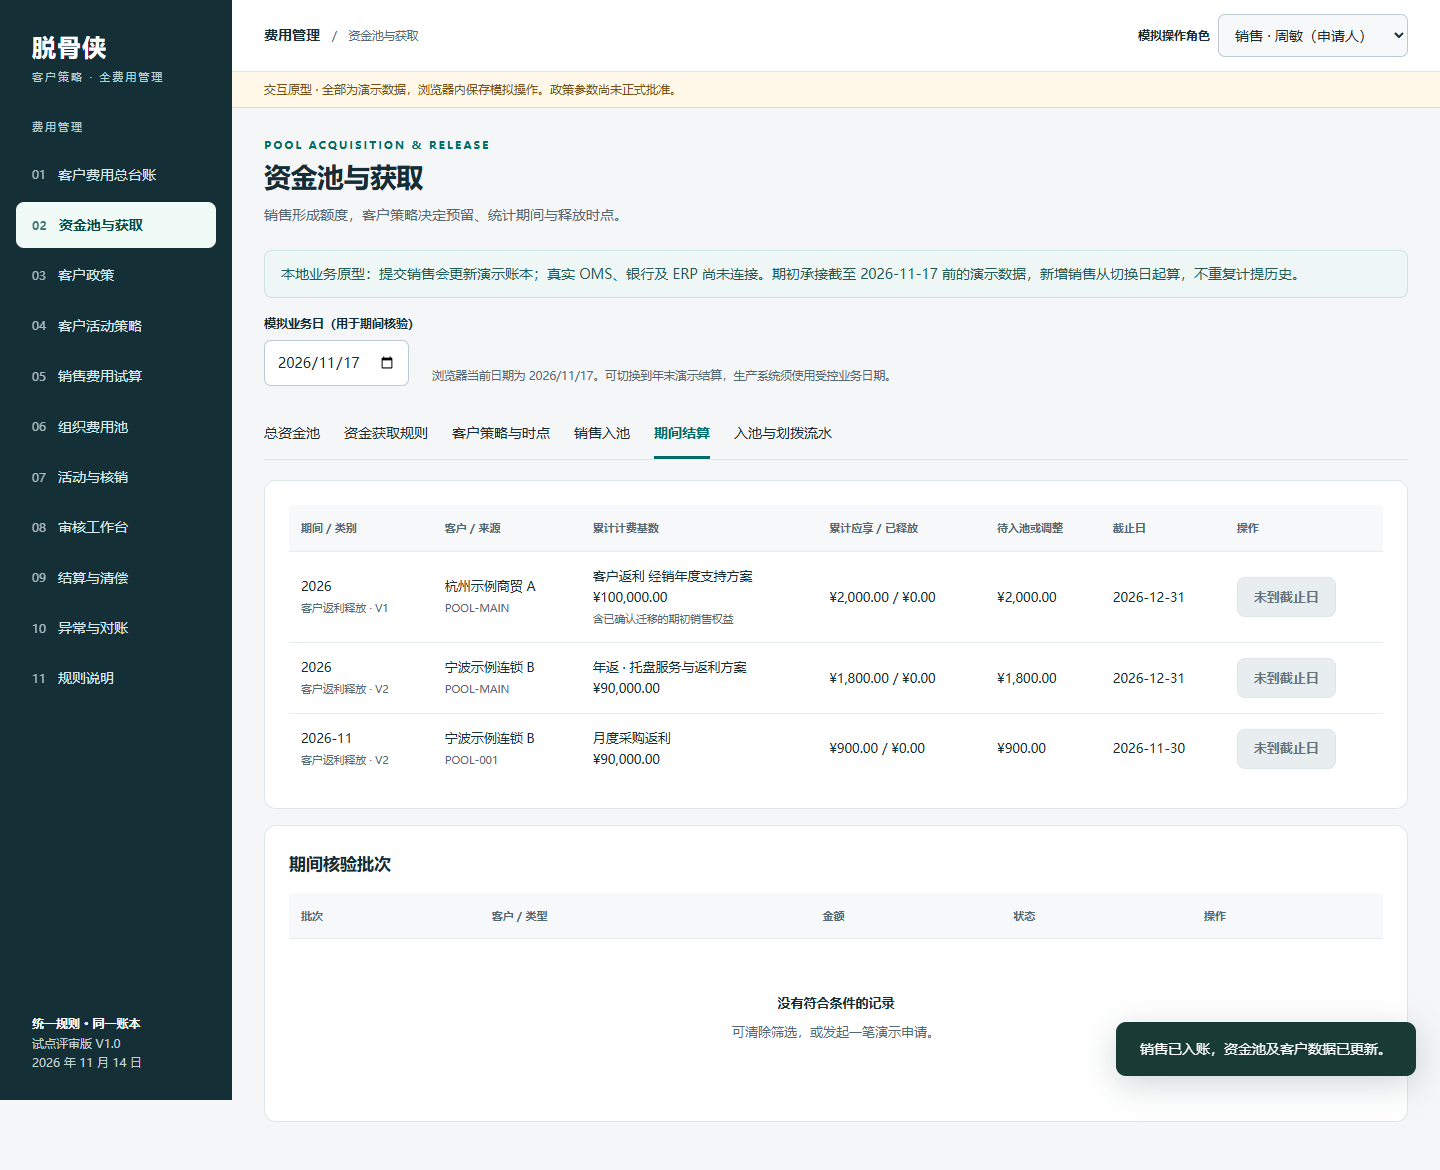 脱骨侠
客户策略 · 全费用管理
费用管理
01 客户费用总台账
02 资金池与获取
03 客户政策
04 客户活动策略
05 销售费用试算
06 组织费用池
07 活动与核销
08 审核工作台
09 结算与清偿
10 异常与对账
11 规则说明
统一规则 • 同一账本
试点评审版 V1.0
2026 年 11 月 14 日
费用管理 / 资金池与获取
模拟操作角色 销售 · 周敏（申请人）
交互原型 · 全部为演示数据，浏览器内保存模拟操作。政策参数尚未正式批准。
POOL ACQUISITION & RELEASE
资金池与获取
销售形成额度，客户策略决定预留、统计期间与释放时点。
本地业务原型：提交销售会更新演示账本；真实 OMS、银行及 ERP 尚未连接。期初承接截至 2026-11-17 前的演示数据，新增销售从切换日起算，不重复计提历史。
模拟业务日（用于期间核验）
2026/11/17
浏览器当前日期为 2026/11/17。可切换到年末演示结算，生产系统须使用受控业务日期。
总资金池 资金获取规则 客户策略与时点 销售入池 期间结算 入池与划拨流水
期间 / 类别 客户 / 来源 累计计费基数 累计应享 / 已释放 待入池或调整 截止日 操作
2026
客户返利释放 · V1
杭州示例商贸 A
POOL-MAIN
客户返利 经销年度支持方案
¥100,000.00
含已确认迁移的期初销售权益
¥2,000.00 / ¥0.00
¥2,000.00
2026-12-31
未到截止日
2026
客户返利释放 · V2
宁波示例连锁 B
POOL-MAIN
年返 · 托盘服务与返利方案
¥90,000.00
¥1,800.00 / ¥0.00
¥1,800.00
2026-12-31
未到截止日
2026-11
客户返利释放 · V2
宁波示例连锁 B
POOL-001
月度采购返利
¥90,000.00
¥900.00 / ¥0.00
¥900.00
2026-11-30
未到截止日
期间核验批次
批次 客户 / 类型 金额 状态 操作
没有符合条件的记录
可清除筛选，或发起一笔演示申请。
销售已入账，资金池及客户数据已更新。